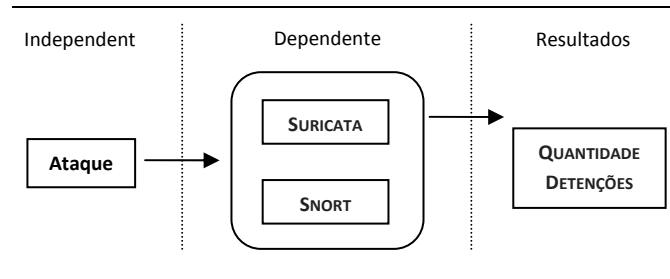 Independent
Dependente
Resultados
Ataque
SURICATA
SNORT
QUANTIDADE
DETENÇÕES